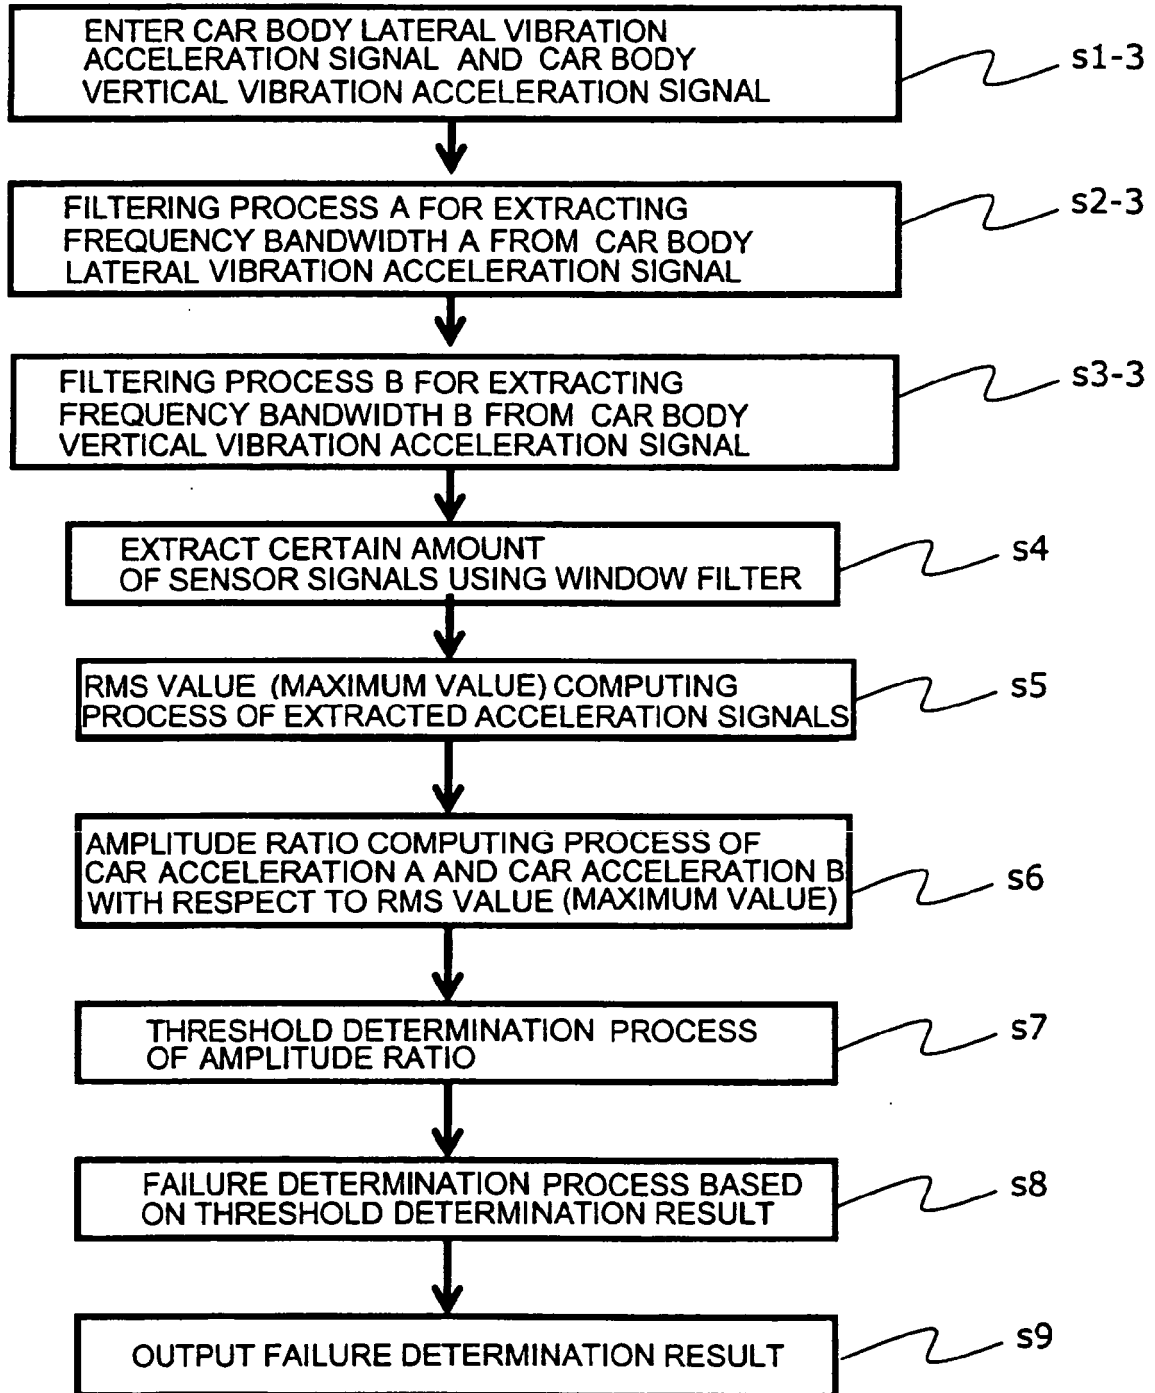 ENTER CAR BODY LATERAL VIBRATION
ACCELERATION SIGNAL AND CAR BODY
VERTICAL VIBRATION ACCELERATION SIGNAL
s1-3
FILTERING PROCESS A FOR EXTRACTING
FREQUENCY BANDWIDTH A FROM CAR BODY
LATERAL VIBRATION ACCELERATION SIGNAL
s2-3
FILTERING PROCESS B FOR EXTRACTING
FREQUENCY BANDWIDTH B FROM CAR BODY
VERTICAL VIBRATION ACCELERATION SIGNAL
s3-3
EXTRACT CERTAIN AMOUNT
OF SENSOR SIGNALS USING WINDOW FILTER
s4
RMS VALUE (MAXIMUM VALUE) COMPUTING
PROCESS OF EXTRACTED ACCELERATION SIGNALS
s5
AMPLITUDE RATIO COMPUTING PROCESS OF
CAR ACCELERATION A AND CAR ACCELERATION B
WITH RESPECT TO RMS VALUE (MAXIMUM VALUE)
s6
THRESHOLD DETERMINATION PROCESS
OF AMPLITUDE RATIO
s7
FAILURE DETERMINATION PROCESS BASED
ON THRESHOLD DETERMINATION RESULT
s8
OUTPUT FAILURE DETERMINATION RESULT
s9